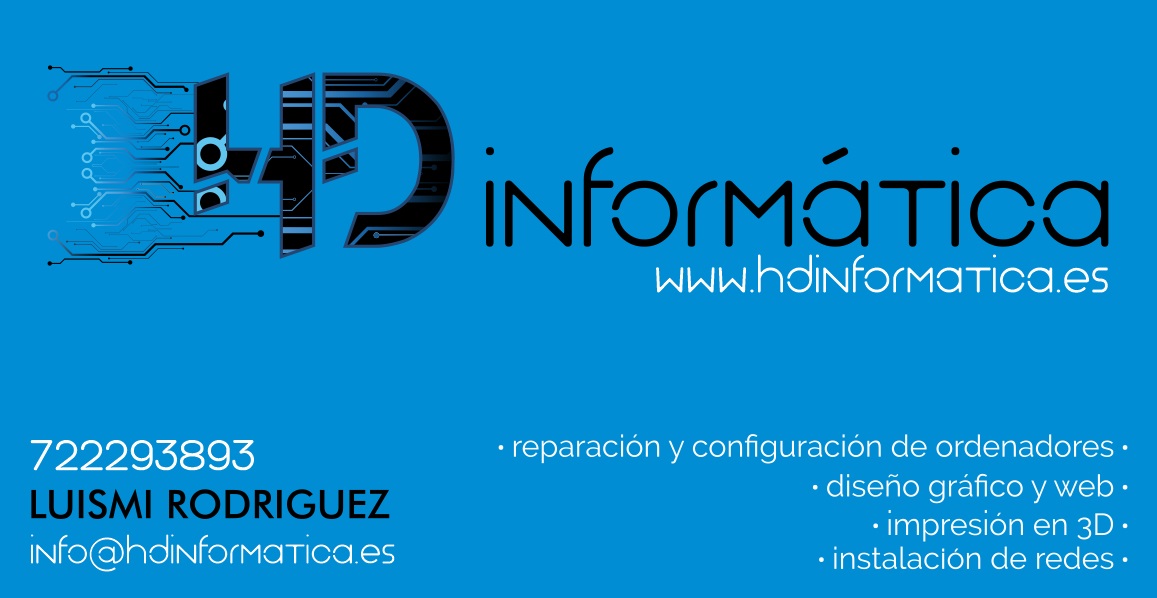 HD informática
www.hdinformatica.es
722293893
LUISMI RODRIGUEZ
info@hdinformatica.es
· reparación y configuración de ordenadores ·
· diseño gráfico y web ·
· impresión en 3D ·
· instalación de redes ·